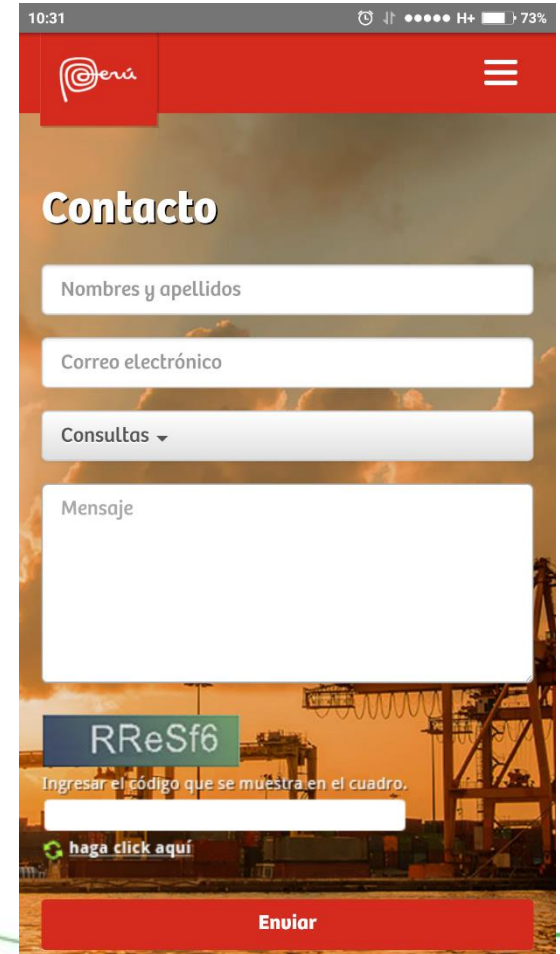 10:31
H+ 73%
Perú
Contacto
Nombres y apellidos
Correo electrónico
Consultas
Mensaje
RReSf6
Ingresar el código que se muestra en el cuadro.
haga click aquí
Enviar